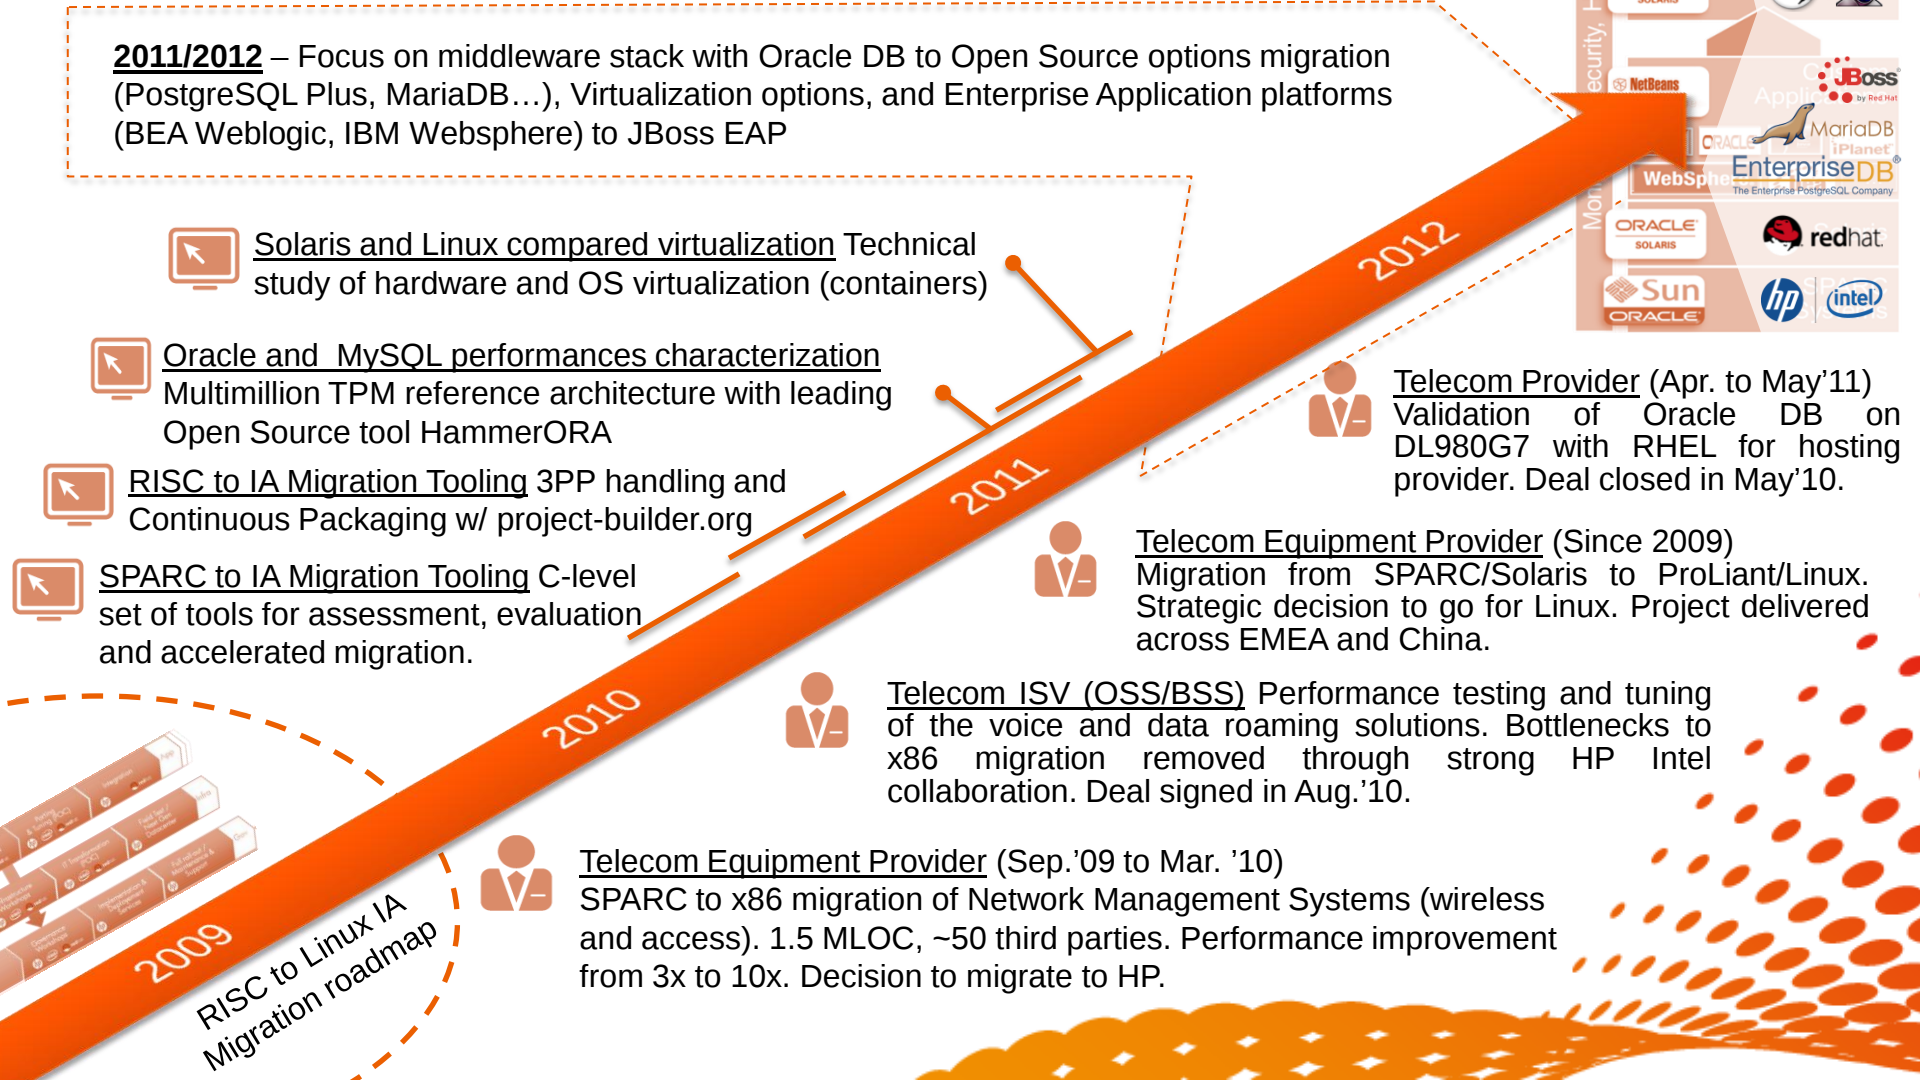 2011/2012 – Focus on middleware stack with Oracle DB to Open Source options migration
(PostgreSQL Plus, MariaDB…), Virtualization options, and Enterprise Application platforms
(BEA Weblogic, IBM Websphere) to JBoss EAP
Solaris and Linux compared virtualization Technical
study of hardware and OS virtualization (containers)
Oracle and  MySQL performances characterization
Multimillion TPM reference architecture with leading
Open Source tool HammerORA
RISC to IA Migration Tooling 3PP handling and
Continuous Packaging w/ project-builder.org
SPARC to IA Migration Tooling C-level
set of tools for assessment, evaluation
and accelerated migration.
2012
2011
2010
2009
RISC to Linux IA
Migration roadmap
SOLARIS
NetBeans
JBoss
by Red Hat
ORACLE
MariaDB
iPlanet
EnterpriseDB
The Enterprise PostgreSQL Company
ORACLE
SOLARIS
redhat.
Sun
ORACLE
hp
intel
Telecom Provider (Apr. to May’11)
Validation of Oracle DB on
DL980G7 with RHEL for hosting
provider. Deal closed in May’10.
Telecom Equipment Provider (Since 2009)
Migration from SPARC/Solaris to ProLiant/Linux.
Strategic decision to go for Linux. Project delivered
across EMEA and China.
Telecom ISV (OSS/BSS) Performance testing and tuning
of the voice and data roaming solutions. Bottlenecks to
x86 migration removed through strong HP Intel
collaboration. Deal signed in Aug.’10.
Telecom Equipment Provider (Sep.’09 to Mar. ’10)
SPARC to x86 migration of Network Management Systems (wireless
and access). 1.5 MLOC, ~50 third parties. Performance improvement
from 3x to 10x. Decision to migrate to HP.